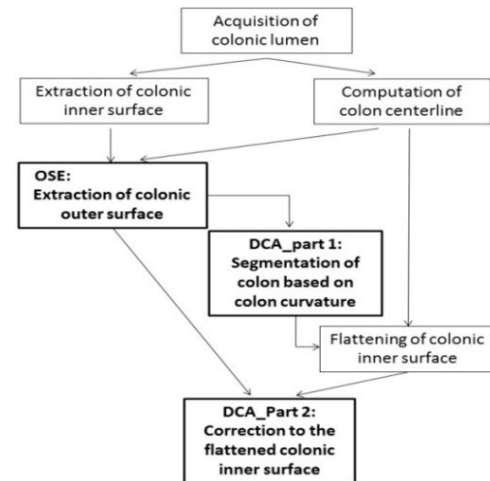 Acquisition of
colonic lumen
Extraction of colonic
inner surface
Computation of
colon centerline
OSE:
Extraction of colonic
outer surface
DCA_part 1:
Segmentation of
colon based on
colon curvature
Flattening of colonic
inner surface
DCA_Part 2:
Correction to the
flattened colonic
inner surface